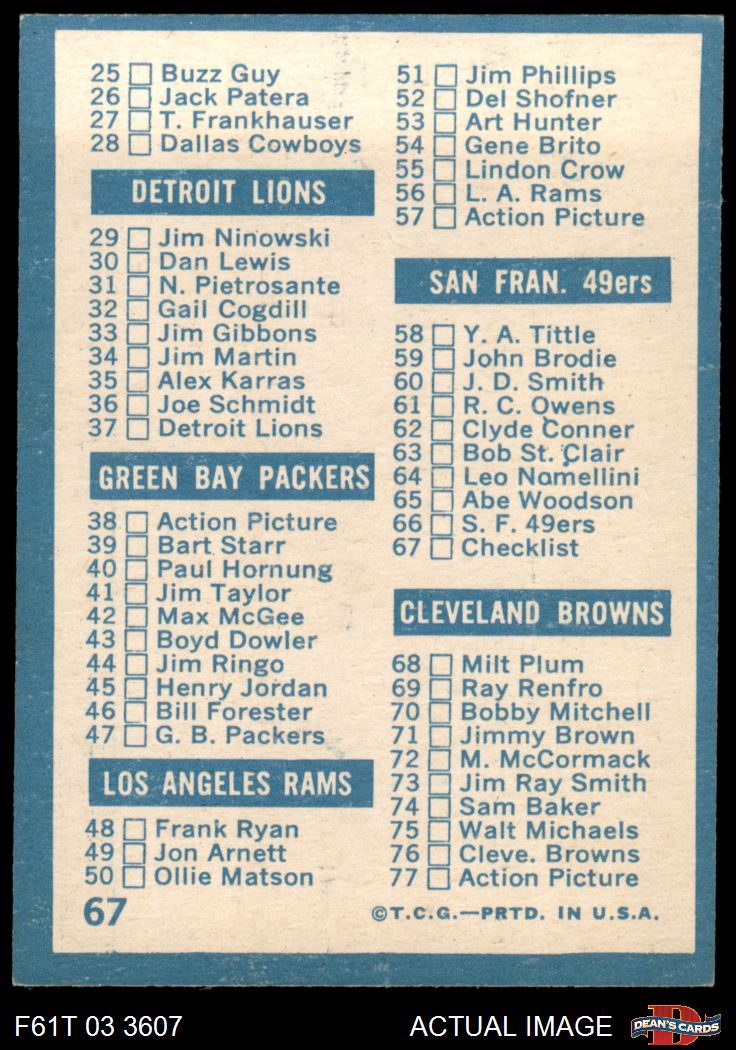 25 Buzz Guy
26 Jack Patera
27 T. Frankhauser
28 Dallas Cowboys
DETROIT LIONS
29 Jim Ninowski
30 Dan Lewis
31 N. Pietrosante
32 Gail Cogdill
33 Jim Gibbons
34 Jim Martin
35 Alex Karras
36 Joe Schmidt
37 Detroit Lions
GREEN BAY PACKERS
38 Action Picture
39 Bart Starr
40 Paul Hornung
41 Jim Taylor
42 Max McGee
43 Boyd Dowler
44 Jim Ringo
45 Henry Jordan
46 Bill Forester
47 G. B. Packers
LOS ANGELES RAMS
48 Frank Ryan
49 Jon Arnett
50 Ollie Matson
51 Jim Phillips
52 Del Shofner
53 Art Hunter
54 Gene Brito
55 Lindon Crow
56 L. A. Rams
57 Action Picture
SAN FRAN. 49ers
58 Y. A. Tittle
59 John Brodie
60 J. D. Smith
61 R. C. Owens
62 Clyde Conner
63 Bob St. Clair
64 Leo Nomellini
65 Abe Woodson
66 S. F. 49ers
67 Checklist
CLEVELAND BROWNS
68 Milt Plum
69 Ray Renfro
70 Bobby Mitchell
71 Jimmy Brown
72 M. McCormack
73 Jim Ray Smith
74 Sam Baker
75 Walt Michaels
76 Cleve. Browns
77 Action Picture
67
©T.C.G.—PRTD. IN U.S.A.
F61T 03 3607
ACTUAL IMAGE
DEAN'S CARDS